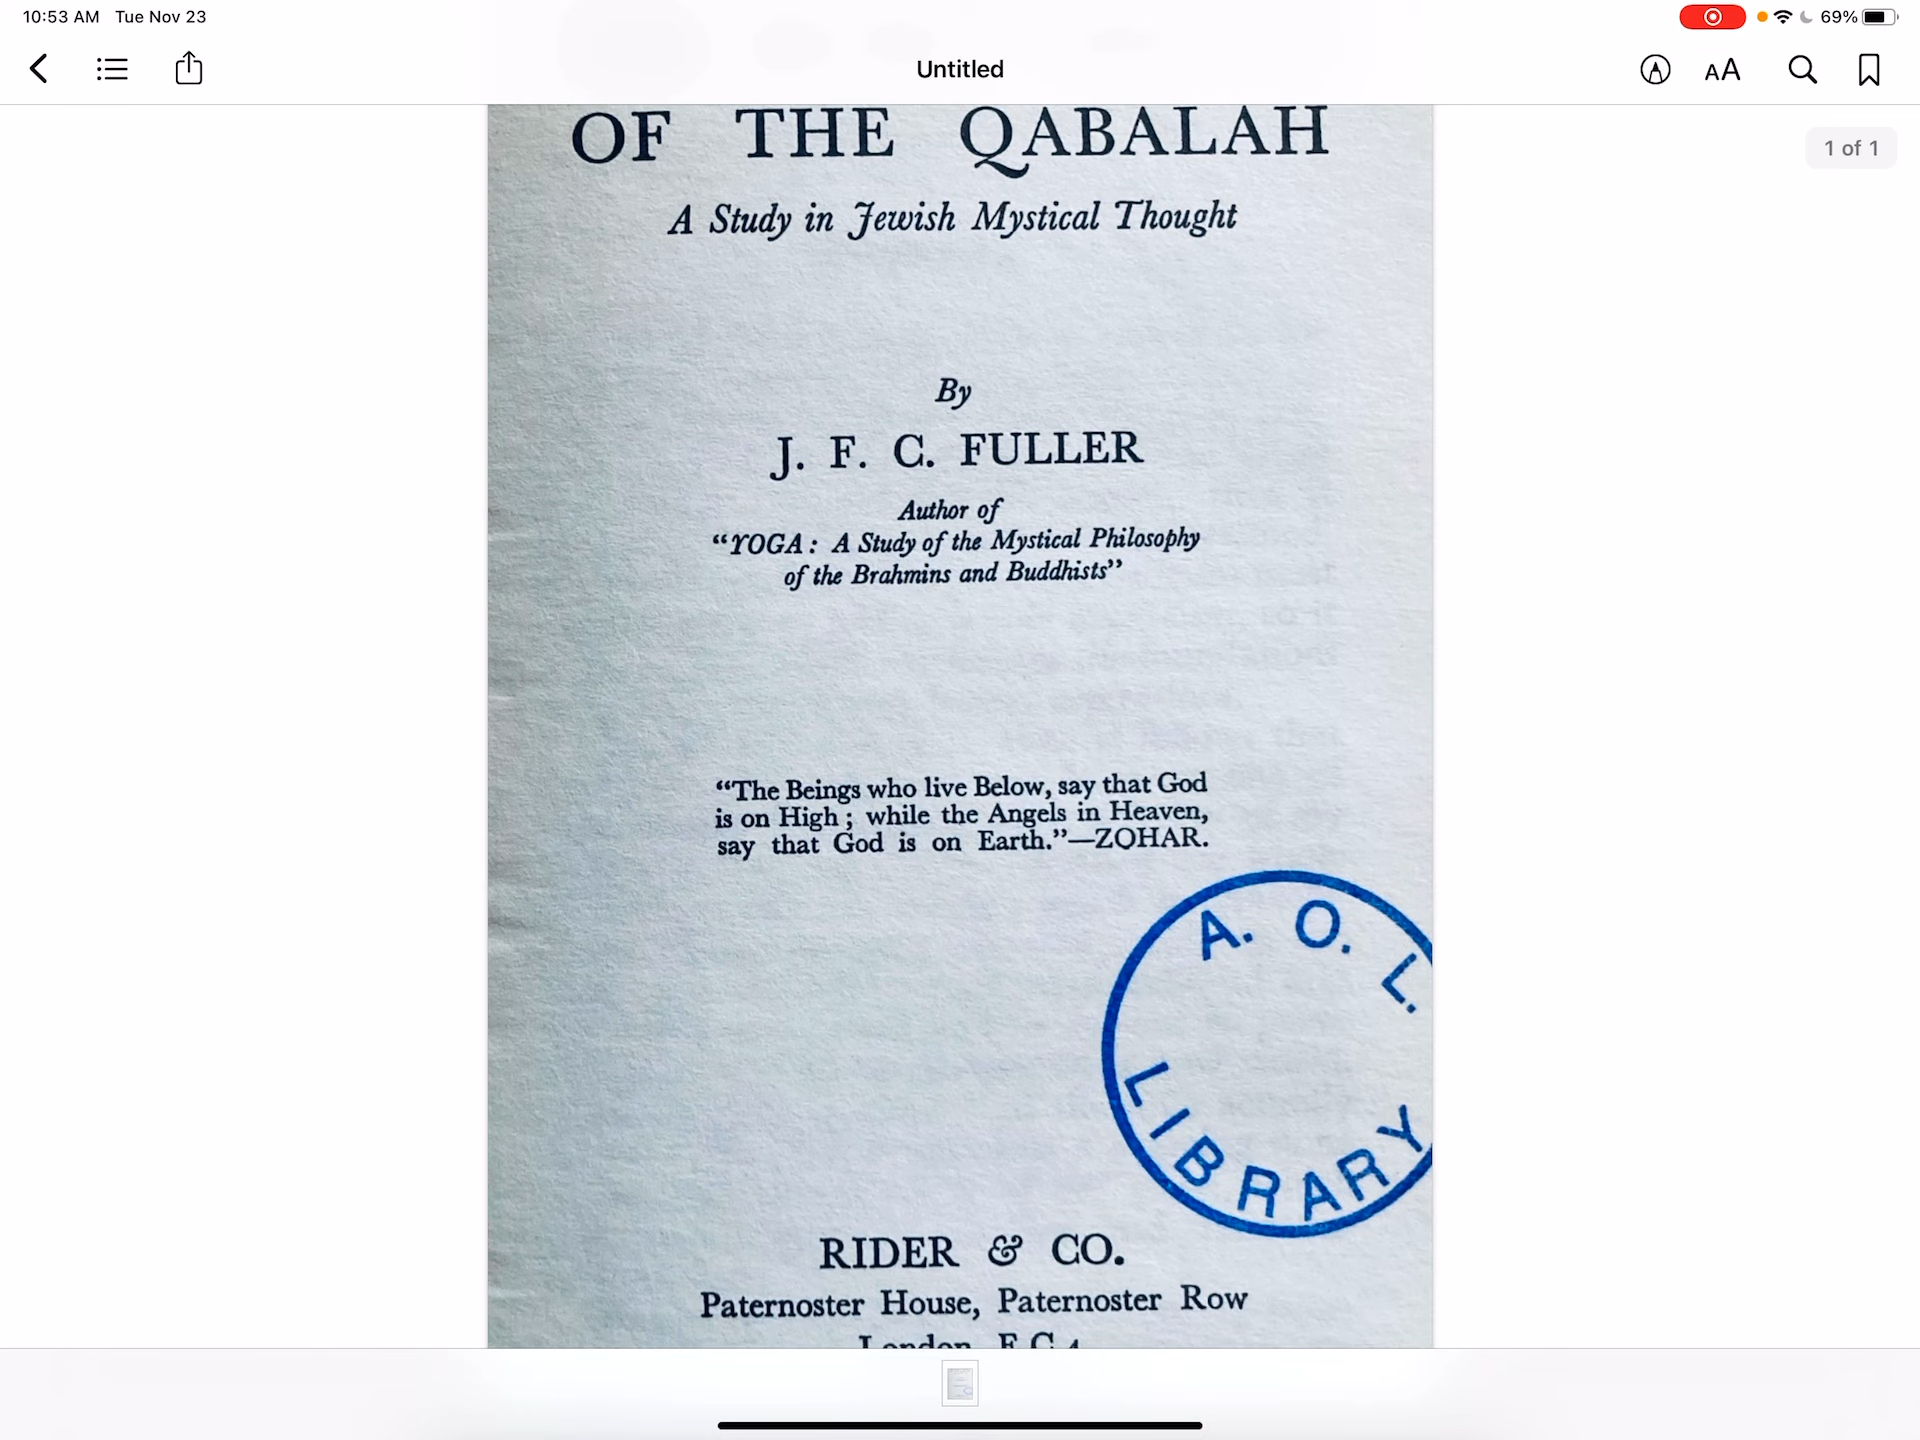 10:53 AM Tue Nov 23
69%
Untitled
AA
1 of 1
OF THE QABALAH
A Study in Jewish Mystical Thought
By
J. F. C. FULLER
Author of
“YOGA: A Study of the Mystical Philosophy
of the Brahmins and Buddhists”
“The Beings who live Below, say that God
is on High; while the Angels in Heaven,
say that God is on Earth.”—ZOHAR.
A. O. L.
LIBRARY
RIDER & CO.
Paternoster House, Paternoster Row
London, E.C.4